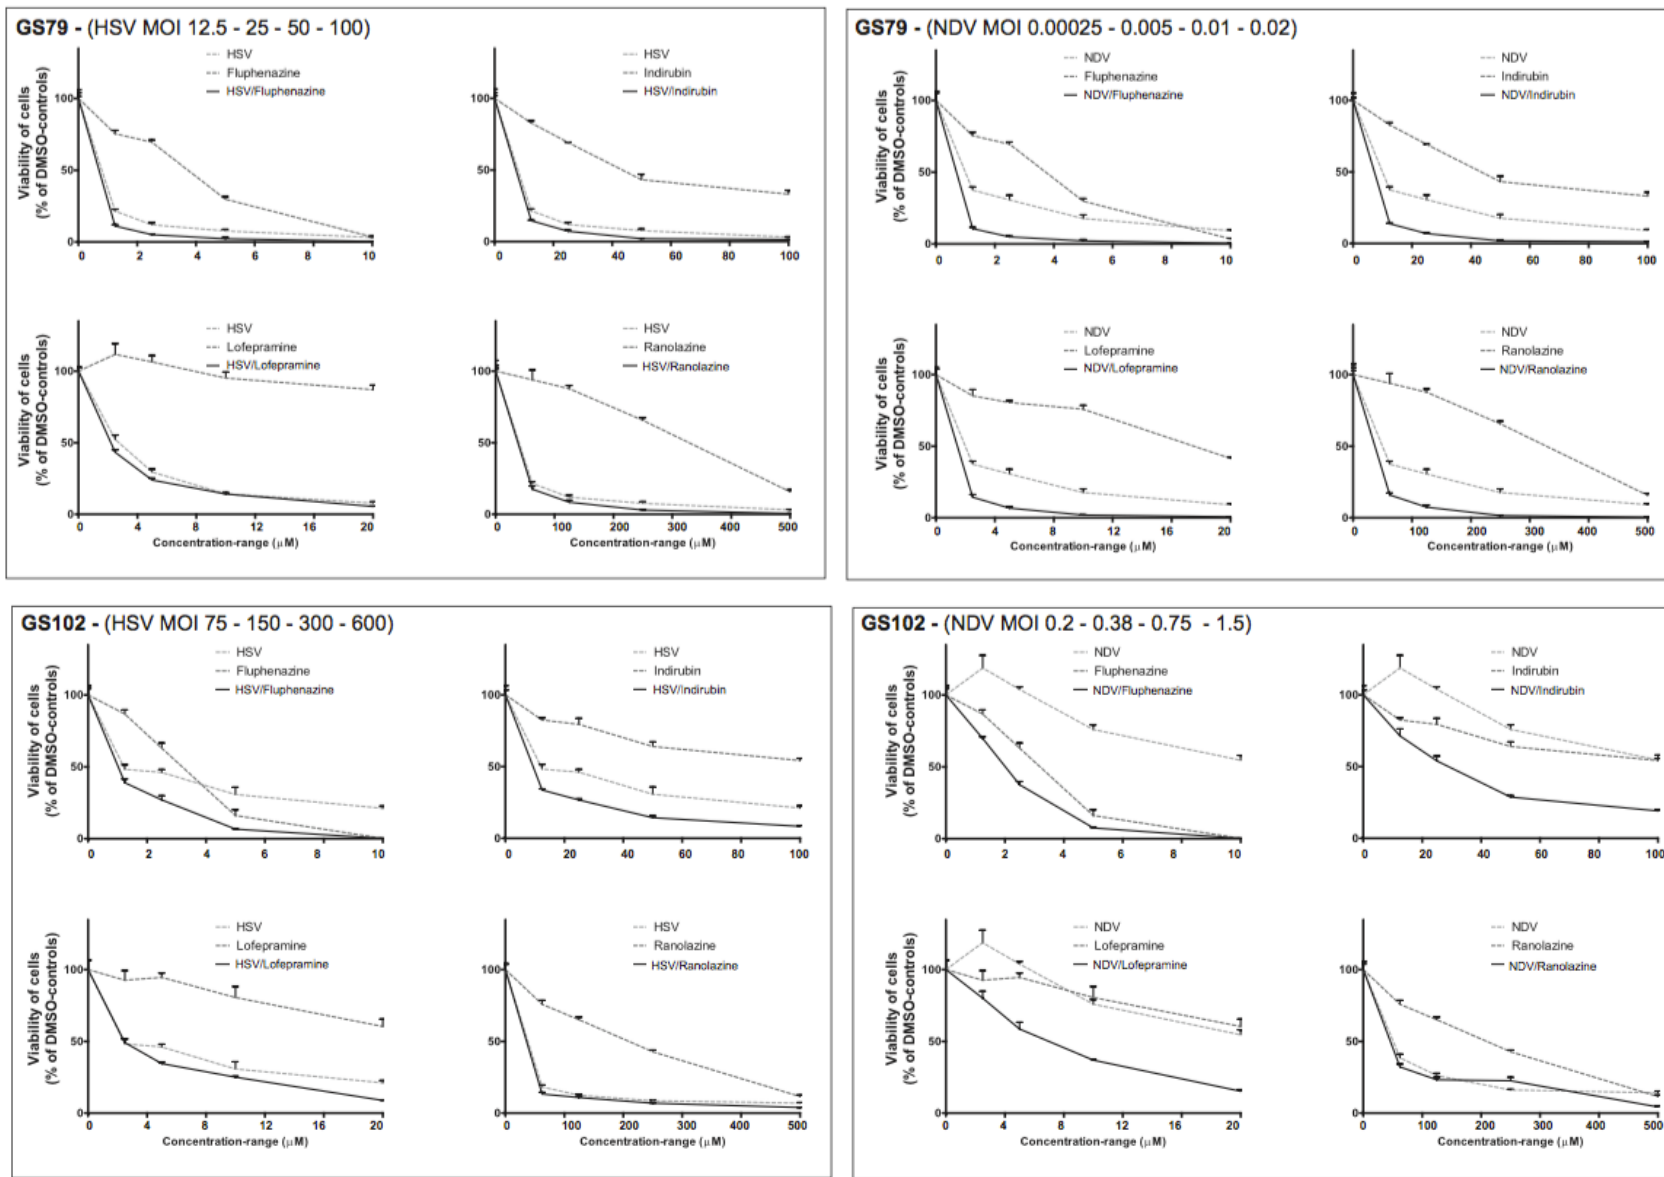 GS79 - (HSV MOI 12.5 - 25 - 50 - 100)
Viability of cells
(% of DMSO-controls)
HSV
Fluphenazine
HSV/Fluphenazine
100
50
0
0 2 4 6 8 10
HSV
Indirubin
HSV/Indirubin
100
50
0
0 20 40 60 80 100
Viability of cells
(% of DMSO-controls)
HSV
Lofepramine
HSV/Lofepramine
100
50
0
0 4 8 12 16 20
Concentration-range (μM)
HSV
Ranolazine
HSV/Ranolazine
100
50
0
0 100 200 300 400 500
Concentration-range (μM)
GS79 - (NDV MOI 0.00025 - 0.005 - 0.01 - 0.02)
Viability of cells
(% of DMSO-controls)
NDV
Fluphenazine
NDV/Fluphenazine
100
50
0
0 2 4 6 8 10
NDV
Indirubin
NDV/Indirubin
100
50
0
0 20 40 60 80 100
Viability of cells
(% of DMSO-controls)
NDV
Lofepramine
NDV/Lofepramine
100
50
0
0 4 8 12 16 20
Concentration-range (μM)
NDV
Ranolazine
NDV/Ranolazine
100
50
0
0 100 200 300 400 500
Concentration-range (μM)
GS102 - (HSV MOI 75 - 150 - 300 - 600)
Viability of cells
(% of DMSO-controls)
HSV
Fluphenazine
HSV/Fluphenazine
100
50
0
0 2 4 6 8 10
HSV
Indirubin
HSV/Indirubin
100
50
0
0 20 40 60 80 100
Viability of cells
(% of DMSO-controls)
HSV
Lofepramine
HSV/Lofepramine
100
50
0
0 4 8 12 16 20
Concentration-range (μM)
HSV
Ranolazine
HSV/Ranolazine
100
50
0
0 100 200 300 400 500
Concentration-range (μM)
GS102 - (NDV MOI 0.2 - 0.38 - 0.75 - 1.5)
Viability of cells
(% of DMSO-controls)
NDV
Fluphenazine
NDV/Fluphenazine
100
50
0
0 2 4 6 8 10
NDV
Indirubin
NDV/Indirubin
100
50
0
0 20 40 60 80 100
Viability of cells
(% of DMSO-controls)
NDV
Lofepramine
NDV/Lofepramine
100
50
0
0 4 8 12 16 20
Concentration-range (μM)
NDV
Ranolazine
NDV/Ranolazine
100
50
0
0 100 200 300 400 500
Concentration-range (μM)